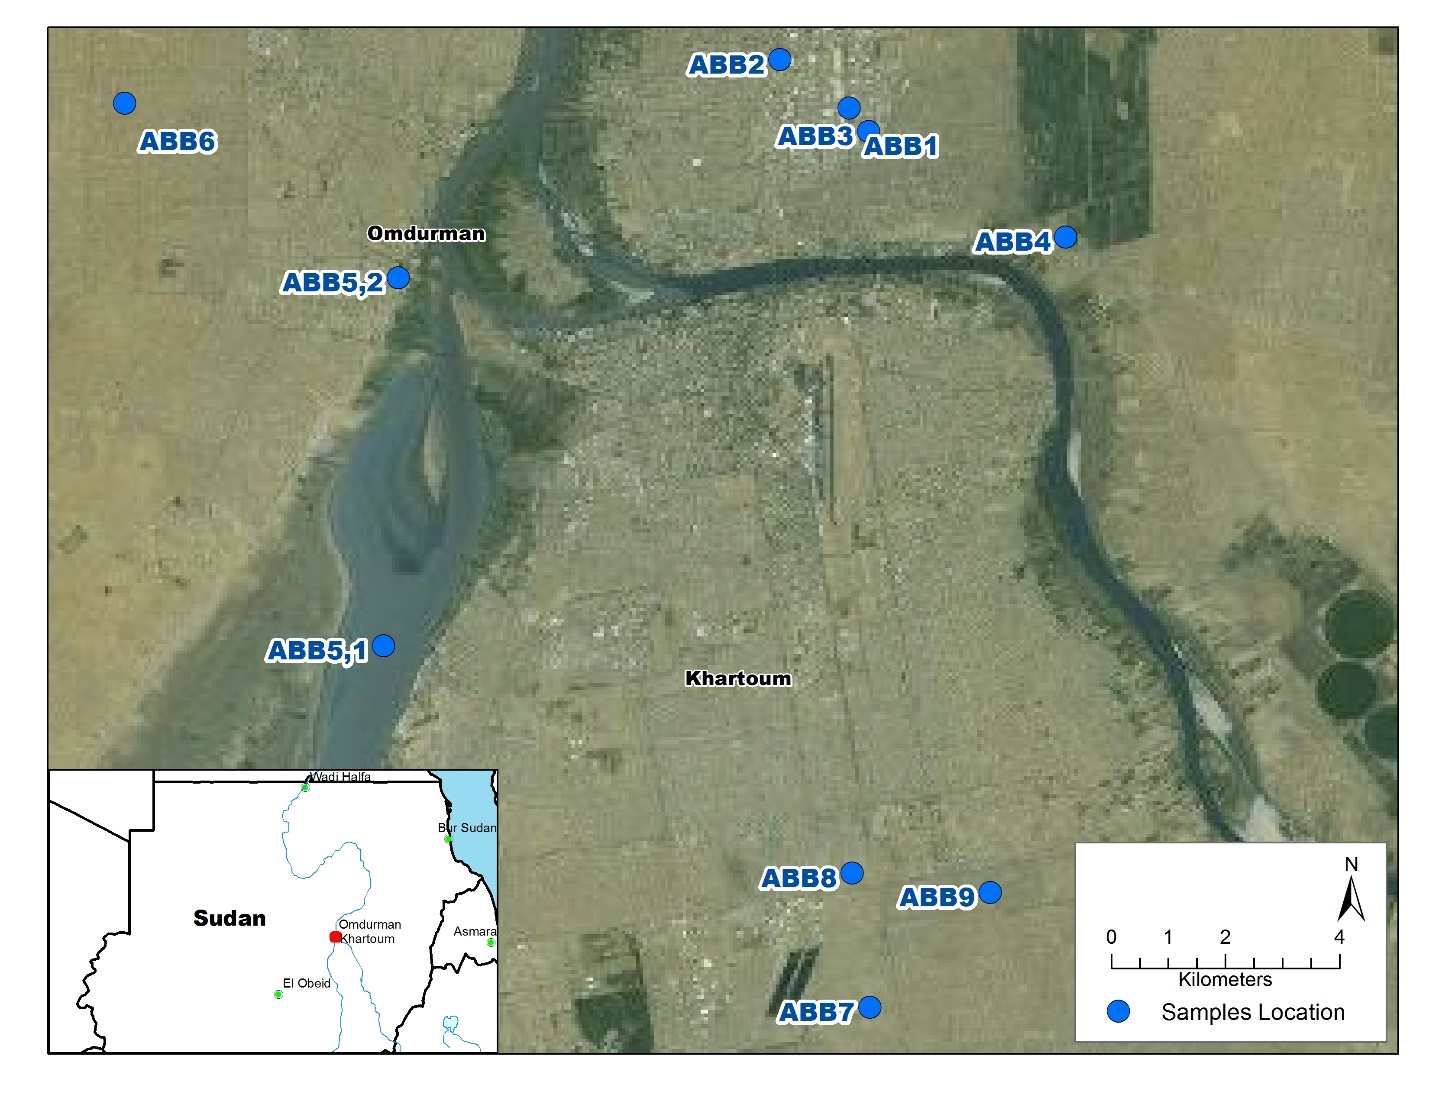 ABB2
ABB6
ABB3
ABB1
Omdurman
ABB4
ABB5,2
ABB5,1
Khartoum
Wadi Halfa
Bur Sudan
Sudan
Omdurman
Khartoum
Asmara
El Obeid
ABB8
ABB9
ABB7
N
0 1 2 4
Kilometers
Samples Location